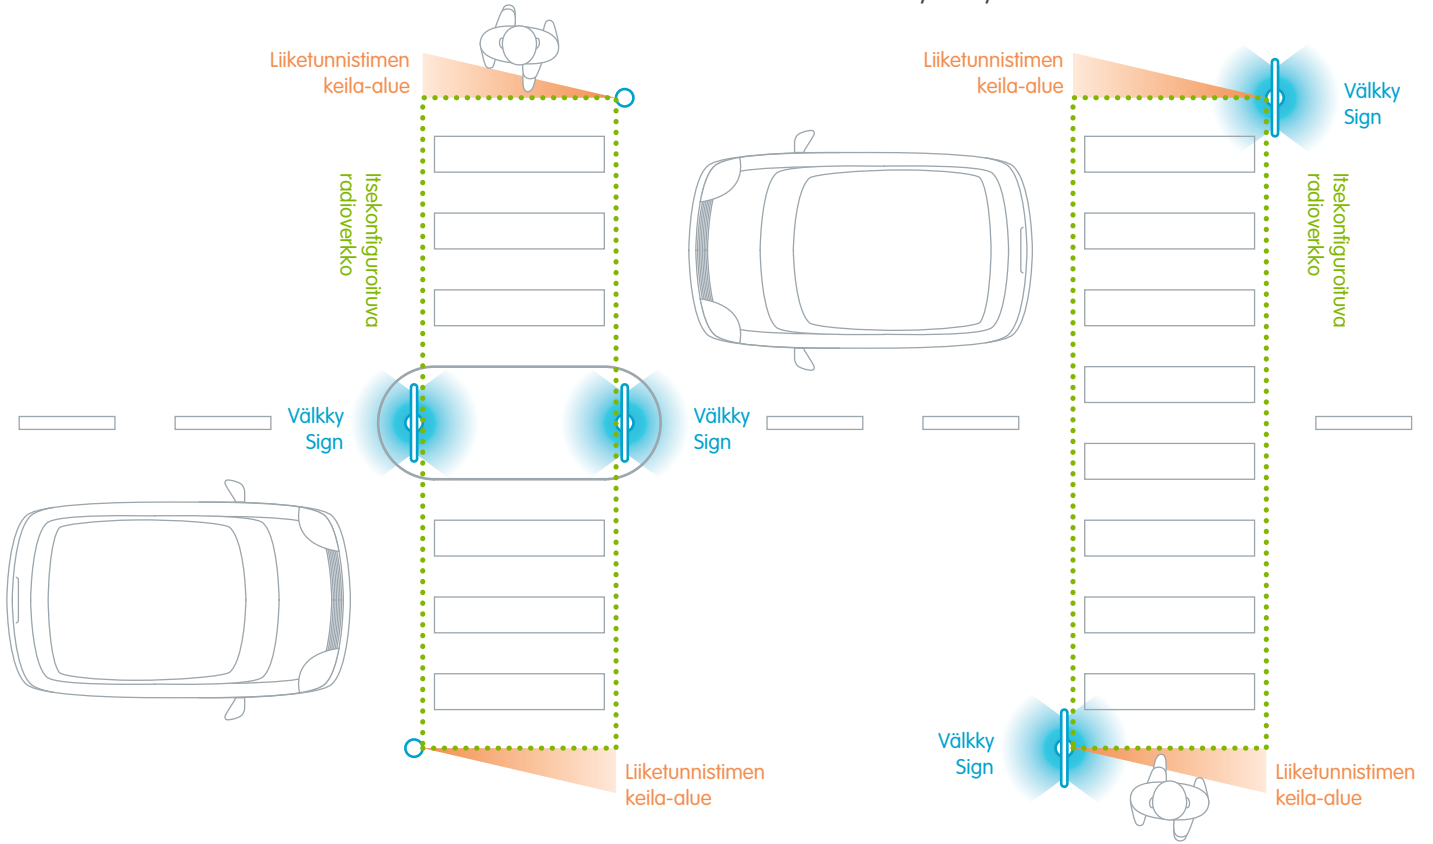 Liiketunnistimen
keila-alue
Liiketunnistimen
keila-alue
Välkky
Sign
Itsekonfiguroituva
radioverkko
Itsekonfiguroituva
radioverkko
Välkky
Sign
Välkky
Sign
Välkky
Sign
Liiketunnistimen
keila-alue
Liiketunnistimen
keila-alue